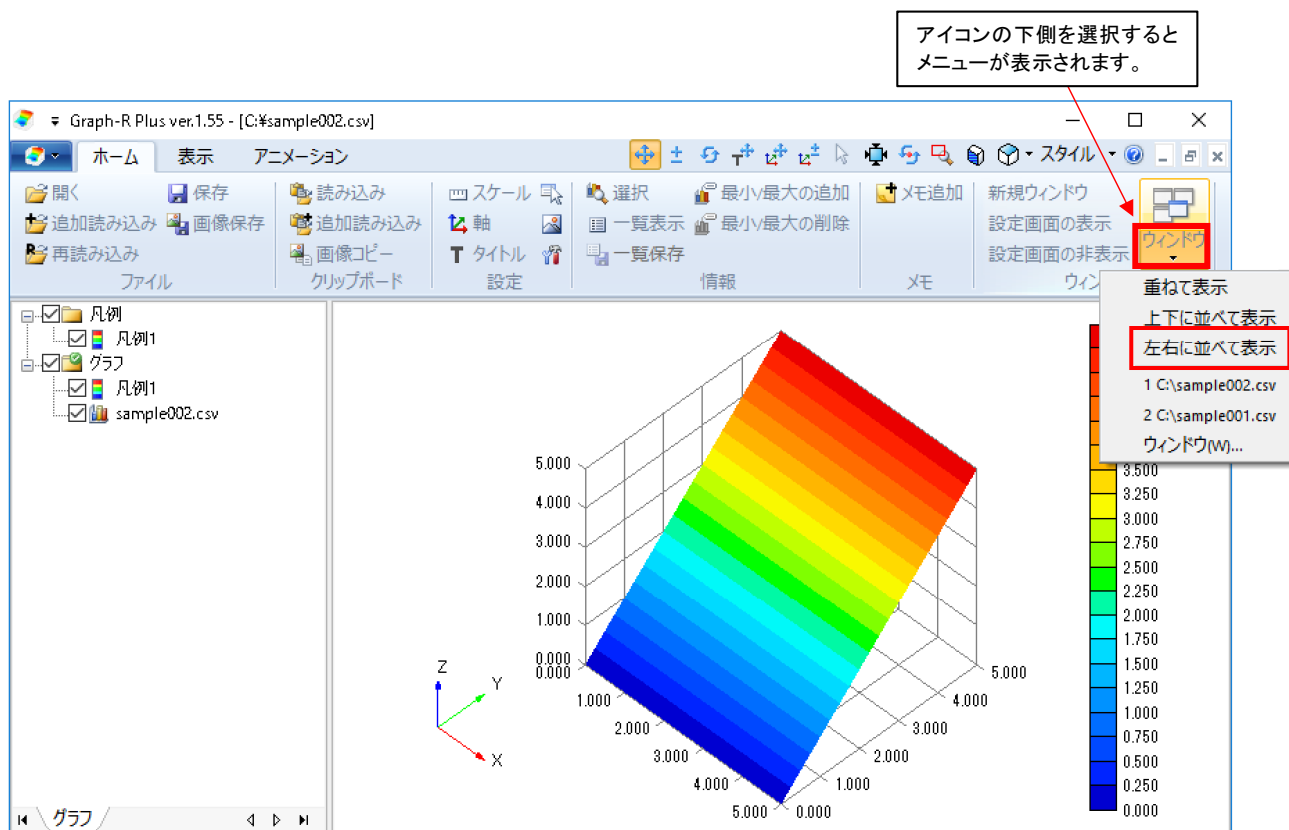 アイコンの下側を選択すると
メニューが表示されます。
Graph-R Plus ver.1.55 - [C:¥sample002.csv]
ホーム 表示 アニメーション スタイル
開く 保存 読み込み スケール 選択 最小/最大の追加 メモ追加 新規ウィンドウ
追加読み込み 画像保存 追加読み込み 軸 一覧表示 最小/最大の削除 設定画面の表示
再読み込み 画像コピー タイトル 一覧保存 設定画面の非表示 ウィンドウ
ファイル クリップボード 設定 情報 メモ ウィン
重ねて表示
上下に並べて表示
左右に並べて表示
1 C:\sample002.csv
2 C:\sample001.csv
ウィンドウ(W)...
凡例
凡例1
グラフ
凡例1
sample002.csv
5.000
4.000
3.000
2.000
1.000
0.000
0.000
1.000
2.000
3.000
4.000
5.000
0.000
1.000
2.000
3.000
4.000
5.000
Z
Y
X
3.500
3.250
3.000
2.750
2.500
2.250
2.000
1.750
1.500
1.250
1.000
0.750
0.500
0.250
0.000
グラフ